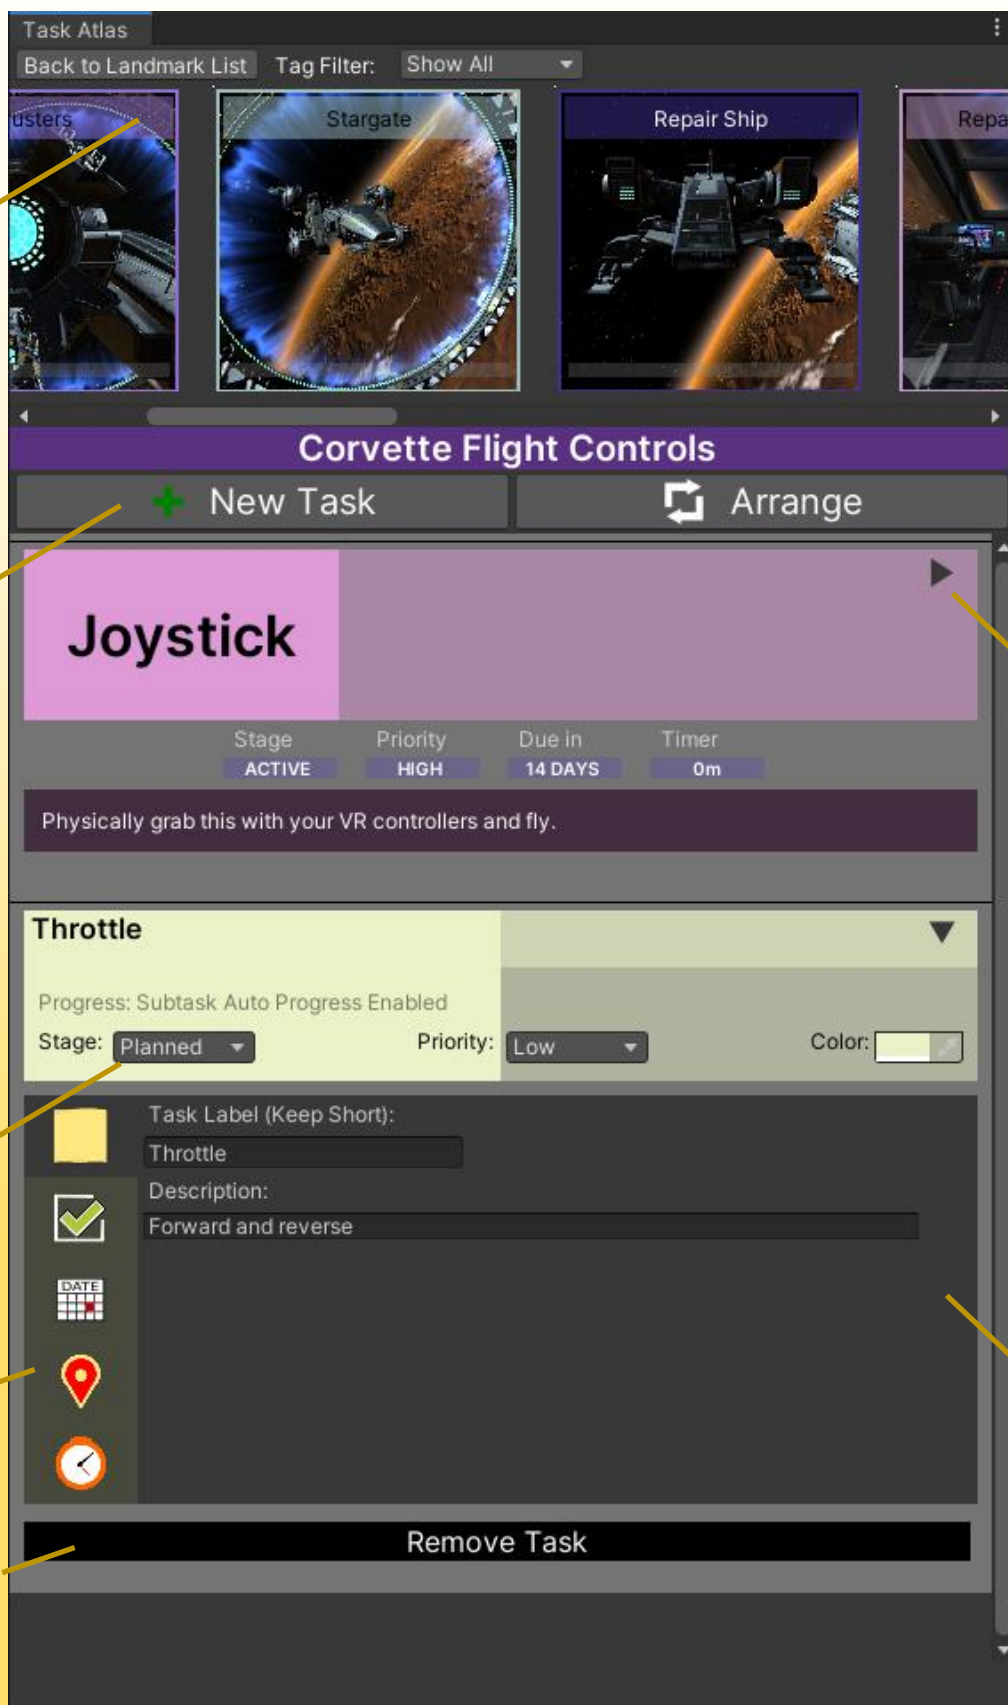 Task Atlas
Back to Landmark List Tag Filter: Show All
usters Stargate Repair Ship Repa
Corvette Flight Controls
New Task Arrange
Joystick
Stage Priority Due in Timer
ACTIVE HIGH 14 DAYS 0m
Physically grab this with your VR controllers and fly.
Throttle
Progress: Subtask Auto Progress Enabled
Stage: Planned Priority: Low Color:
Task Label (Keep Short):
Throttle
Description:
Forward and reverse
DATE
Remove Task